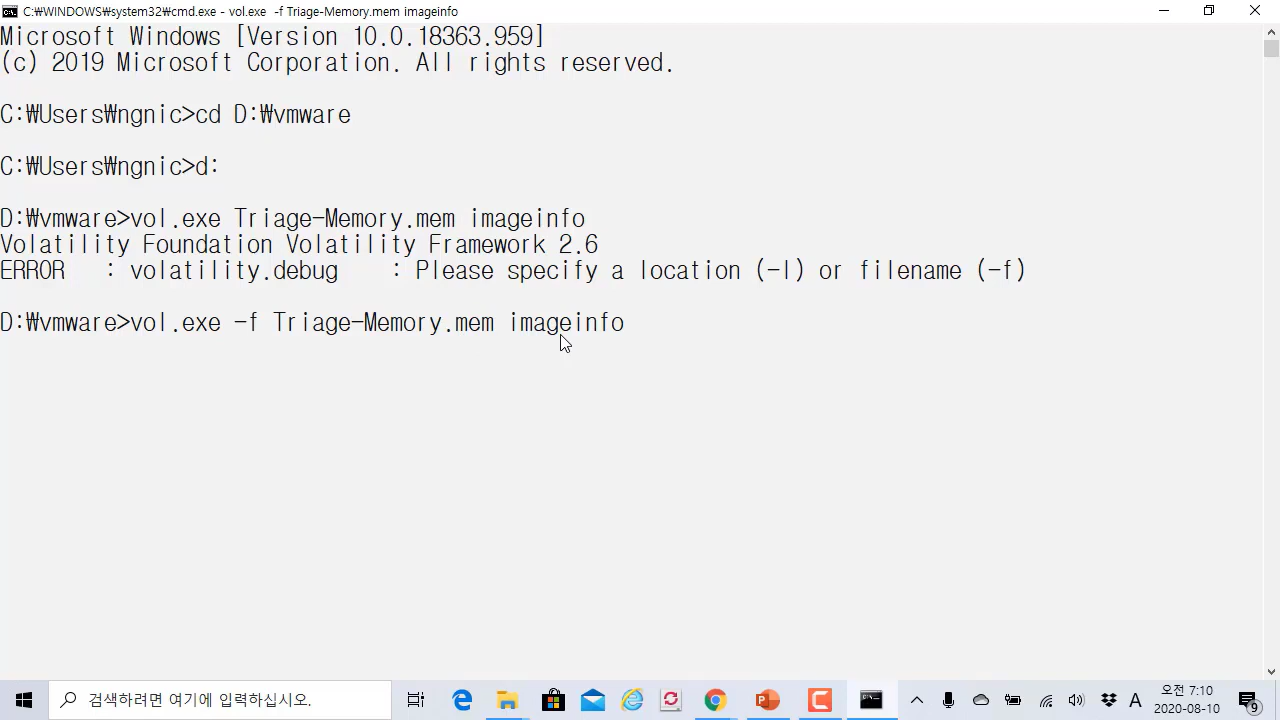 C:₩WINDOWS₩system32₩cmd.exe - vol.exe  -f Triage-Memory.mem imageinfo
Microsoft Windows [Version 10.0.18363.959]
(c) 2019 Microsoft Corporation. All rights reserved.
C:₩Users₩ngnic>cd D:₩vmware
C:₩Users₩ngnic>d:
D:₩vmware>vol.exe Triage-Memory.mem imageinfo
Volatility Foundation Volatility Framework 2.6
ERROR   : volatility.debug    : Please specify a location (-l) or filename (-f)
D:₩vmware>vol.exe -f Triage-Memory.mem imageinfo
검색하려면 여기에 입력하십시오.
A
오전 7:10
2020-08-10
9